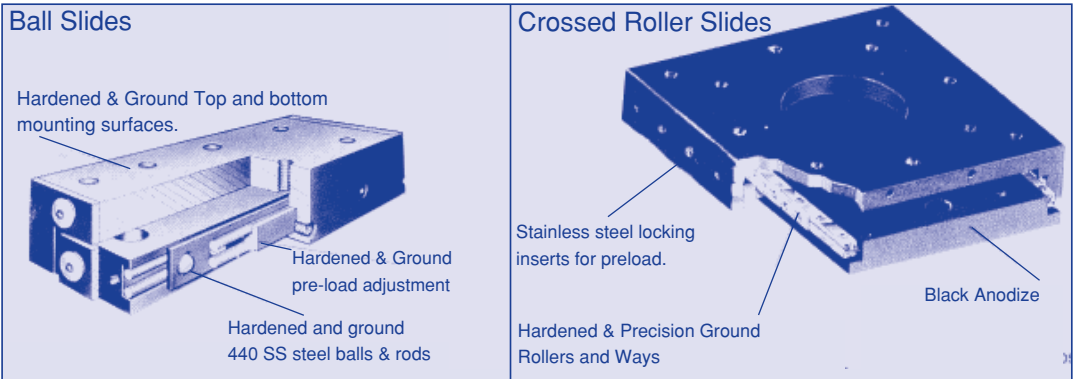 Ball Slides
Hardened & Ground Top and bottom
mounting surfaces.
Hardened & Ground
pre-load adjustment
Hardened and ground
440 SS steel balls & rods
Crossed Roller Slides
Stainless steel locking
inserts for preload.
Black Anodize
Hardened & Precision Ground
Rollers and Ways